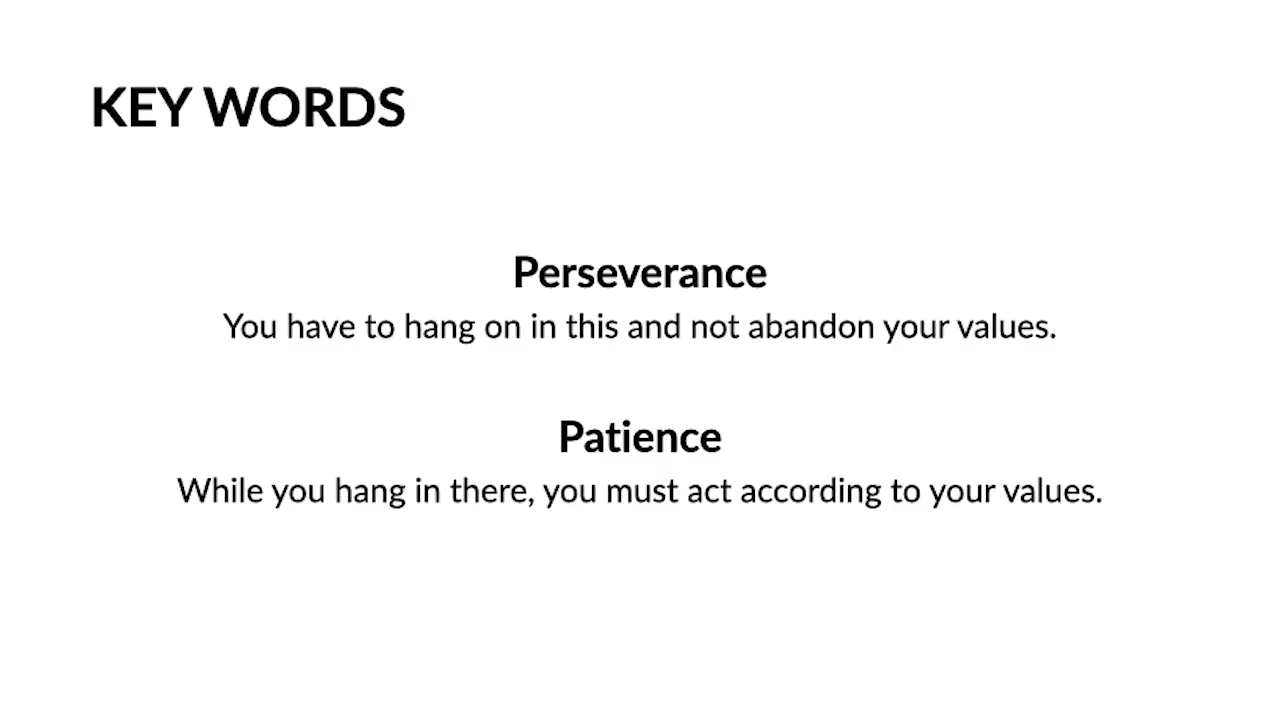 KEY WORDS
Perseverance
You have to hang on in this and not abandon your values.
Patience
While you hang in there, you must act according to your values.